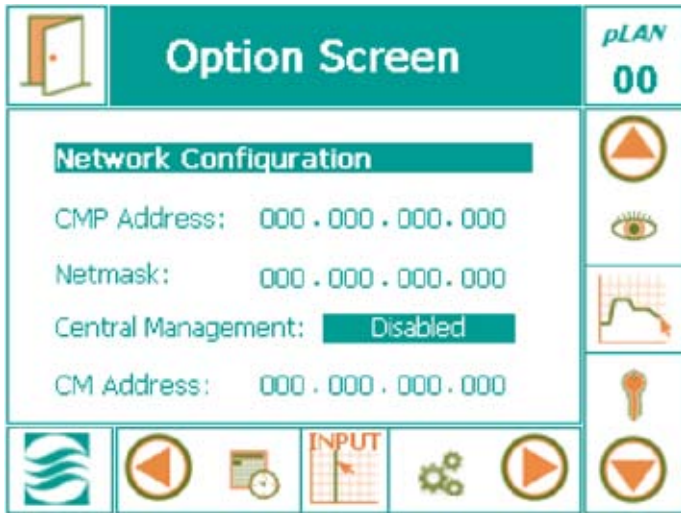 Option Screen
pLAN
00
Network Confiquration
CMP Address: 000.000.000.000
Netmask: 000.000.000.000
Central Management: Disabled
CM Address: 000.000.000.000
INPUT